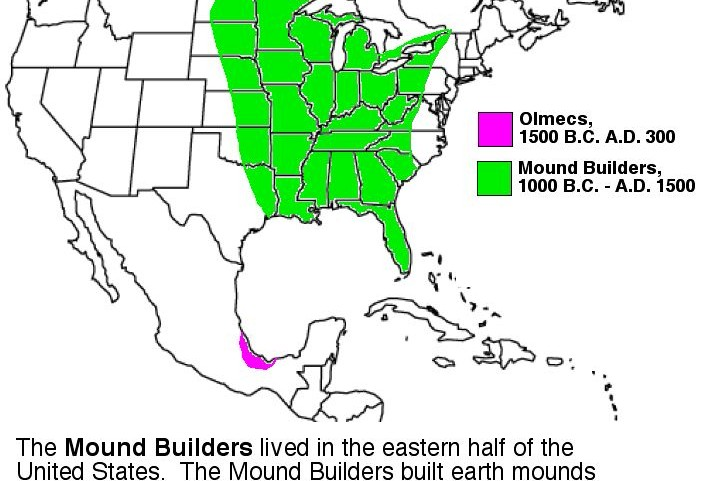 Olmecs,
1500 B.C. A.D. 300
Mound Builders,
1000 B.C. - A.D. 1500
The Mound Builders lived in the eastern half of the
United States.  The Mound Builders built earth mounds